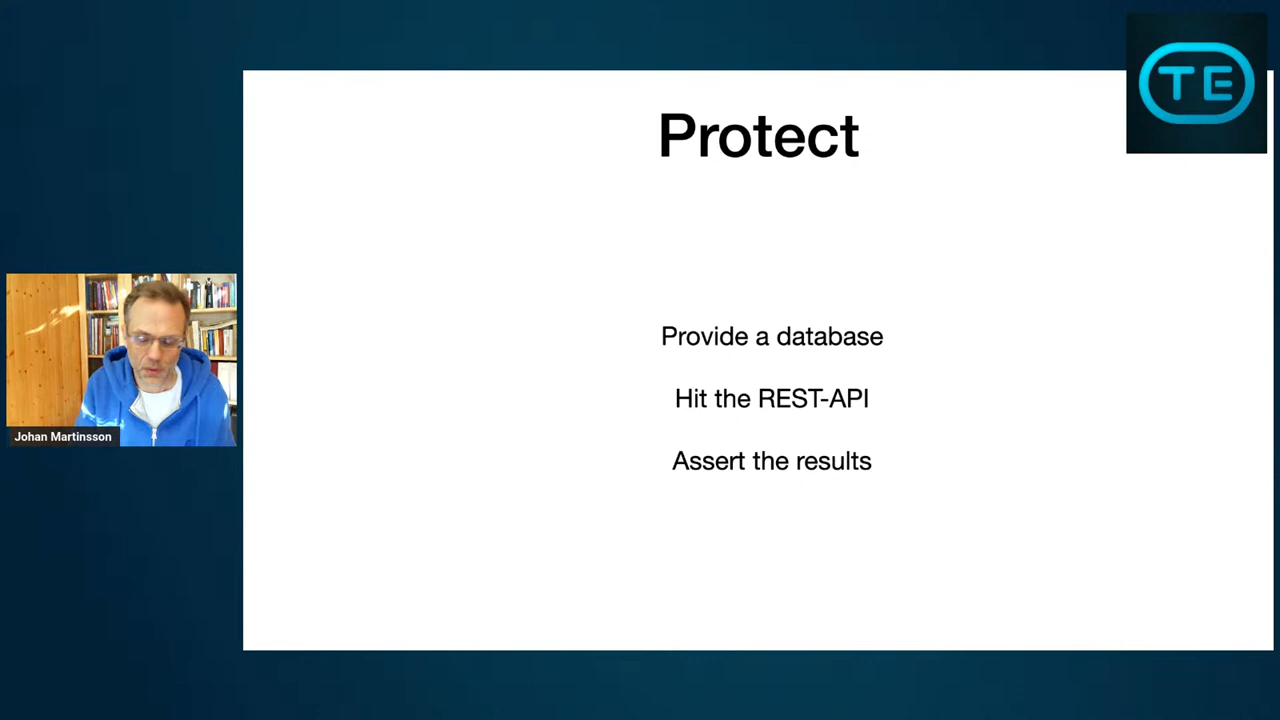 TE
Protect
Provide a database
Hit the REST-API
Assert the results
Johan Martinsson